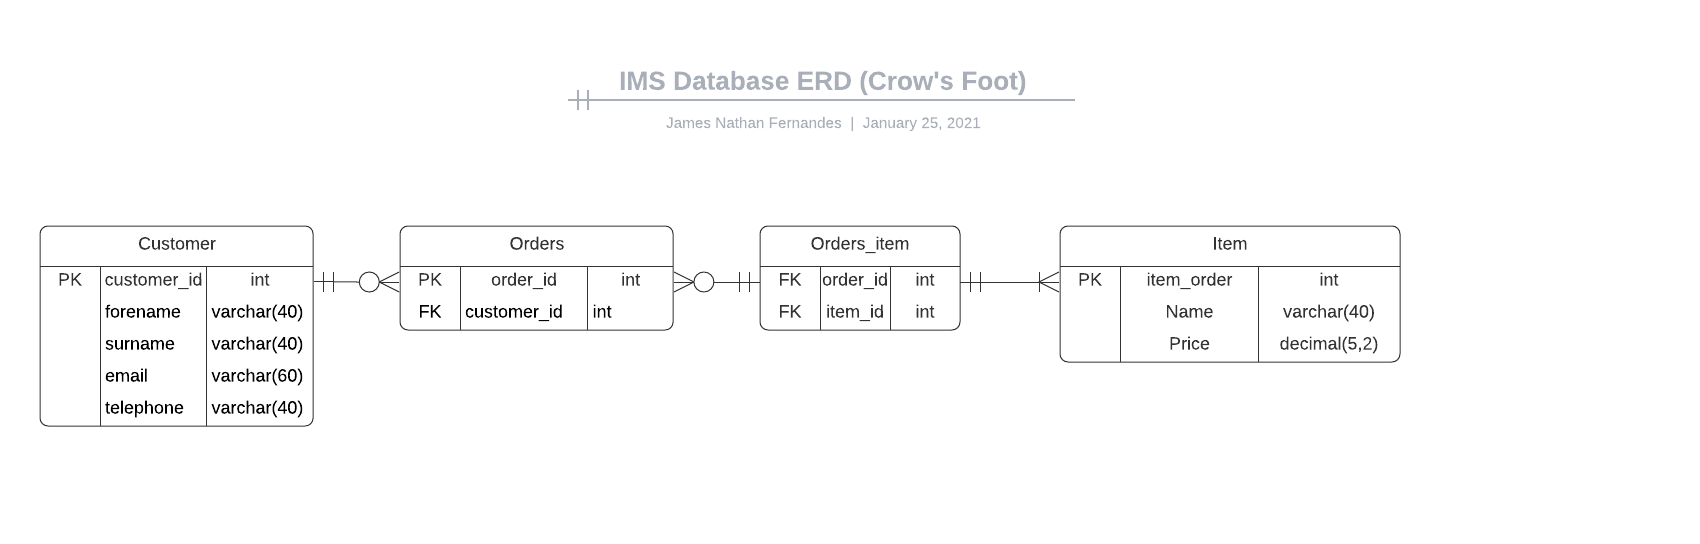 IMS Database ERD (Crow's Foot)
James Nathan Fernandes | January 25, 2021
Customer
PK customer_id int
forename varchar(40)
surname varchar(40)
email varchar(60)
telephone varchar(40)
Orders
PK order_id int
FK customer_id int
Orders_item
FK order_id int
FK item_id int
Item
PK item_order int
Name varchar(40)
Price decimal(5,2)